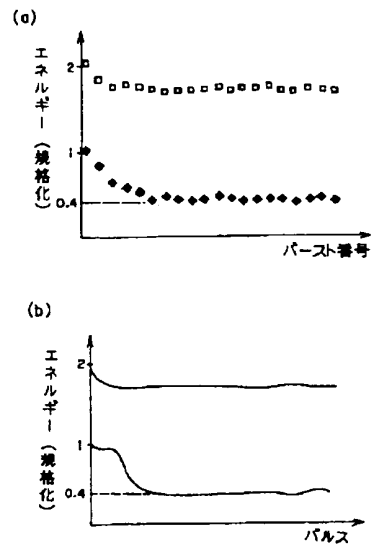 (a)
エネルギー(規格化)
2
1
0.4
バースト番号
(b)
エネルギー(規格化)
2
1
0.4
パルス